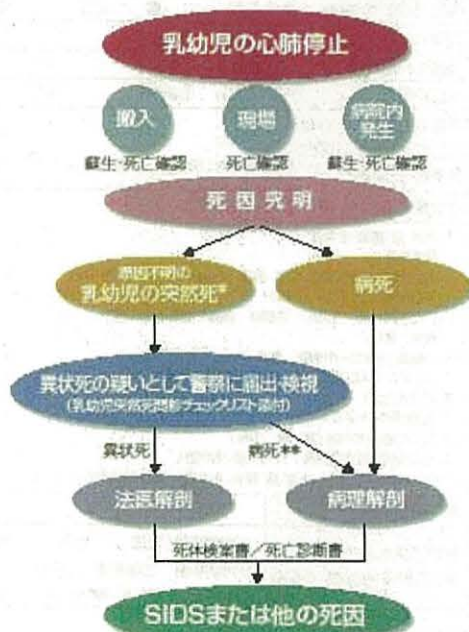 乳幼児の心肺停止
搬入
現場
病院内
発生
蘇生・死亡確認
死亡確認
蘇生・死亡確認
死因究明
原因不明の
乳幼児の突然死*
病死
異状死の疑いとして警察に届出・検視
(乳幼児突然死問診チェックリスト添付)
異状死
病死**
法医解剖
病理解剖
死体検案書/死亡診断書
SIDSまたは他の死因